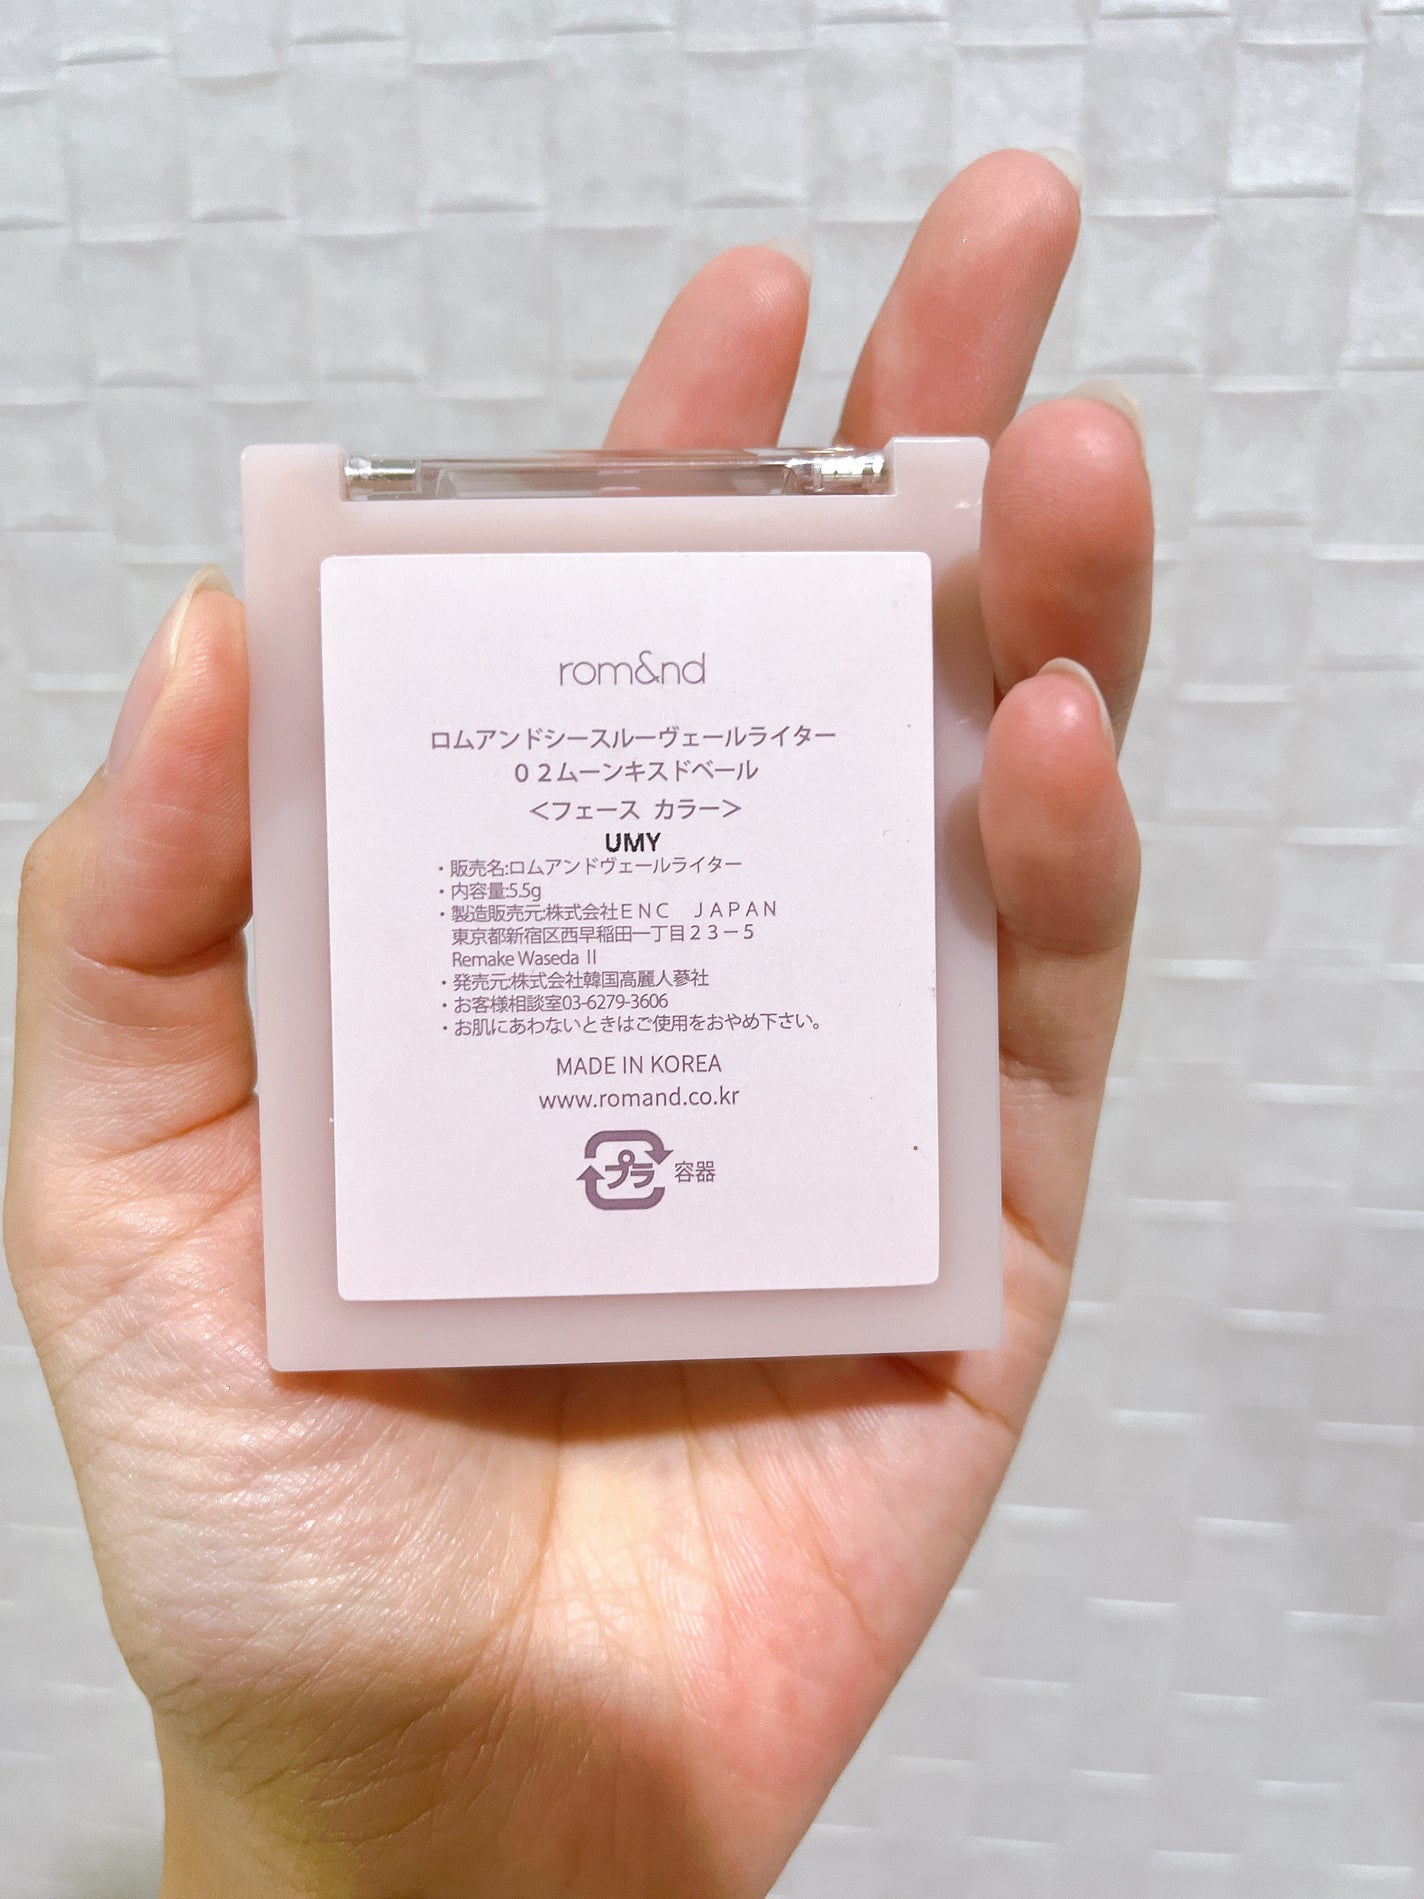 rom&nd
ロムアンドシースルーヴェールライター
０２ムーンキスドベール
＜フェース カラー＞
UMY
・販売名:ロムアンドヴェールライター
・内容量:5.5g
・製造販売元:株式会社ＥＮＣ　ＪＡＰＡＮ
東京都新宿区西早稲田一丁目２３－５
Remake Waseda Ⅱ
・発売元:株式会社韓国高麗人蔘社
・お客様相談室03-6279-3606
・お肌にあわないときはご使用をおやめ下さい。
MADE IN KOREA
www.romand.co.kr
プラ 容器